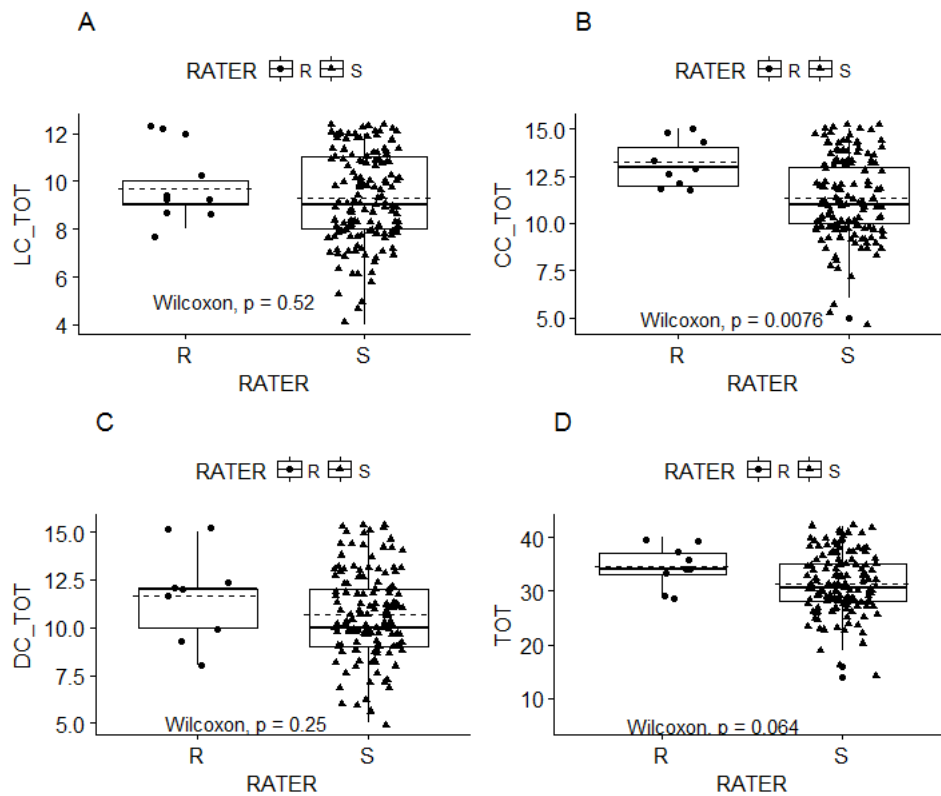 A
RATER R S
LC_TOT
12
10
8
6
4
Wilcoxon, p = 0.52
R S
RATER
B
RATER R S
CC_TOT
15.0
12.5
10.0
7.5
5.0
Wilcoxon, p = 0.0076
R S
RATER
C
RATER R S
DC_TOT
15.0
12.5
10.0
7.5
5.0
Wilcoxon, p = 0.25
R S
RATER
D
RATER R S
TOT
40
30
20
10
Wilcoxon, p = 0.064
R S
RATER